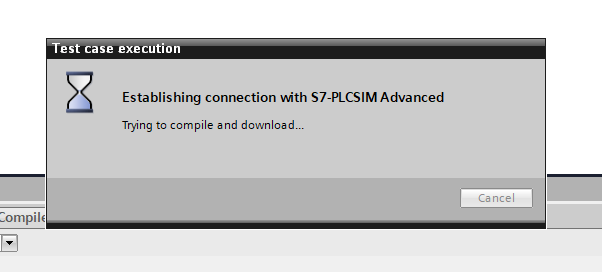 Test case execution
Establishing connection with S7-PLCSIM Advanced
Trying to compile and download...
Cancel
Compile